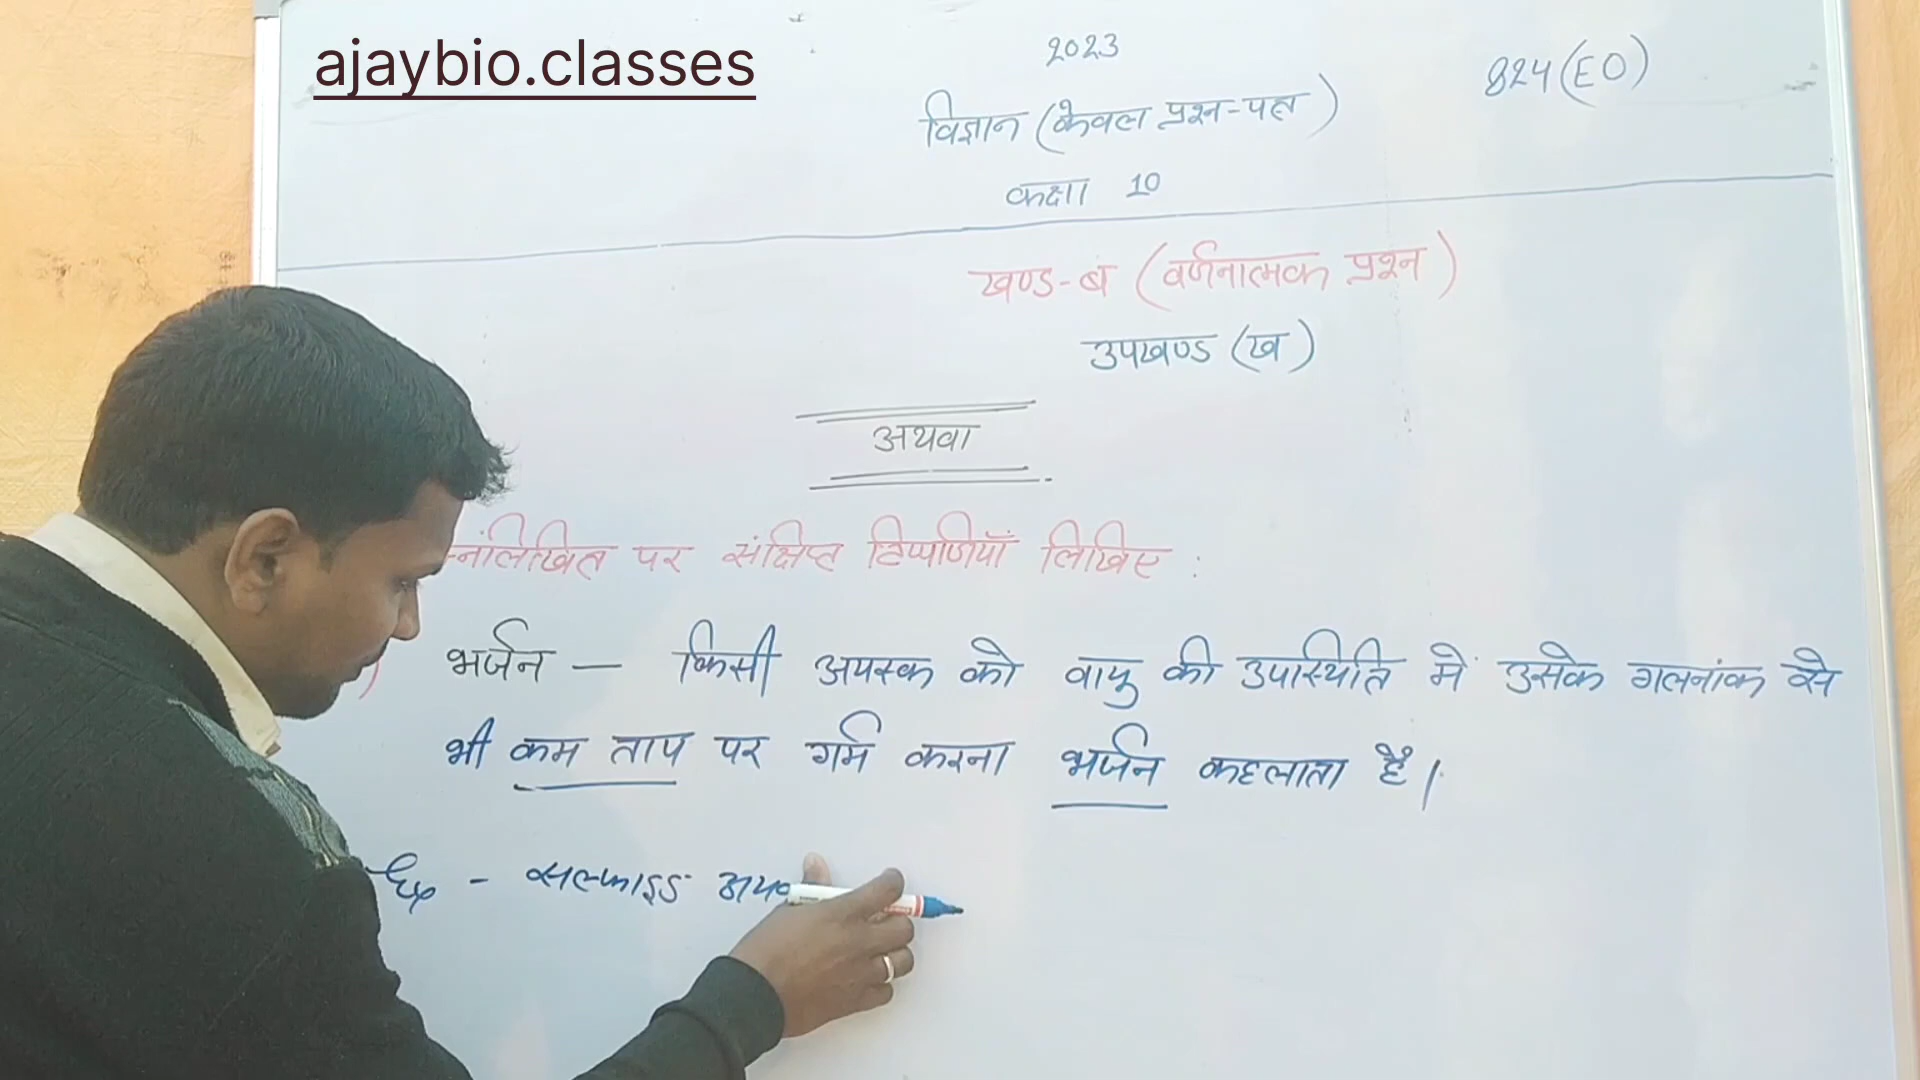 ajaybio.classes
2023
824 (EO)
विज्ञान (केवल प्रश्न-पत्र)
कक्षा 10
खण्ड-ब (वर्णनात्मक प्रश्न)
उपखण्ड (ख)
अथवा
पर संक्षिप्त टिप्पणियाँ लिखिए :
भर्जन — किसी अयस्क को वायु की उपस्थिति में उसके गलनांक से
भी कम ताप पर गर्म करना भर्जन कहलाता है।
- सल्फाइड